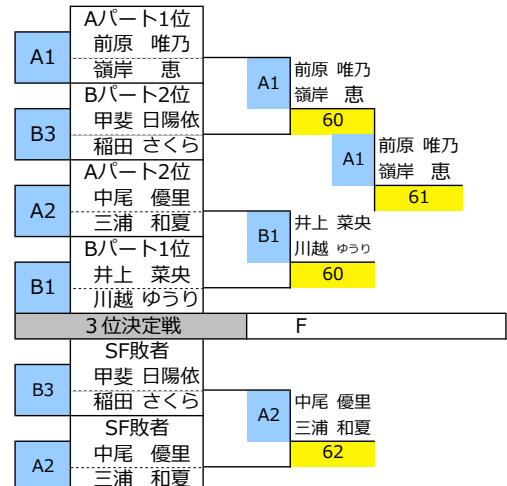 Aパート1位
A1
前原 唯乃
嶺岸 恵
A1
前原 唯乃
嶺岸 恵
60
Bパート2位
B3
甲斐 日陽依
稲田 さくら
A1
前原 唯乃
嶺岸 恵
61
Aパート2位
A2
中尾 優里
三浦 和夏
B1
井上 菜央
川越 ゆうり
60
Bパート1位
B1
井上 菜央
川越 ゆうり
3位決定戦
F
SF敗者
B3
甲斐 日陽依
稲田 さくら
A2
中尾 優里
三浦 和夏
62
SF敗者
A2
中尾 優里
三浦 和夏